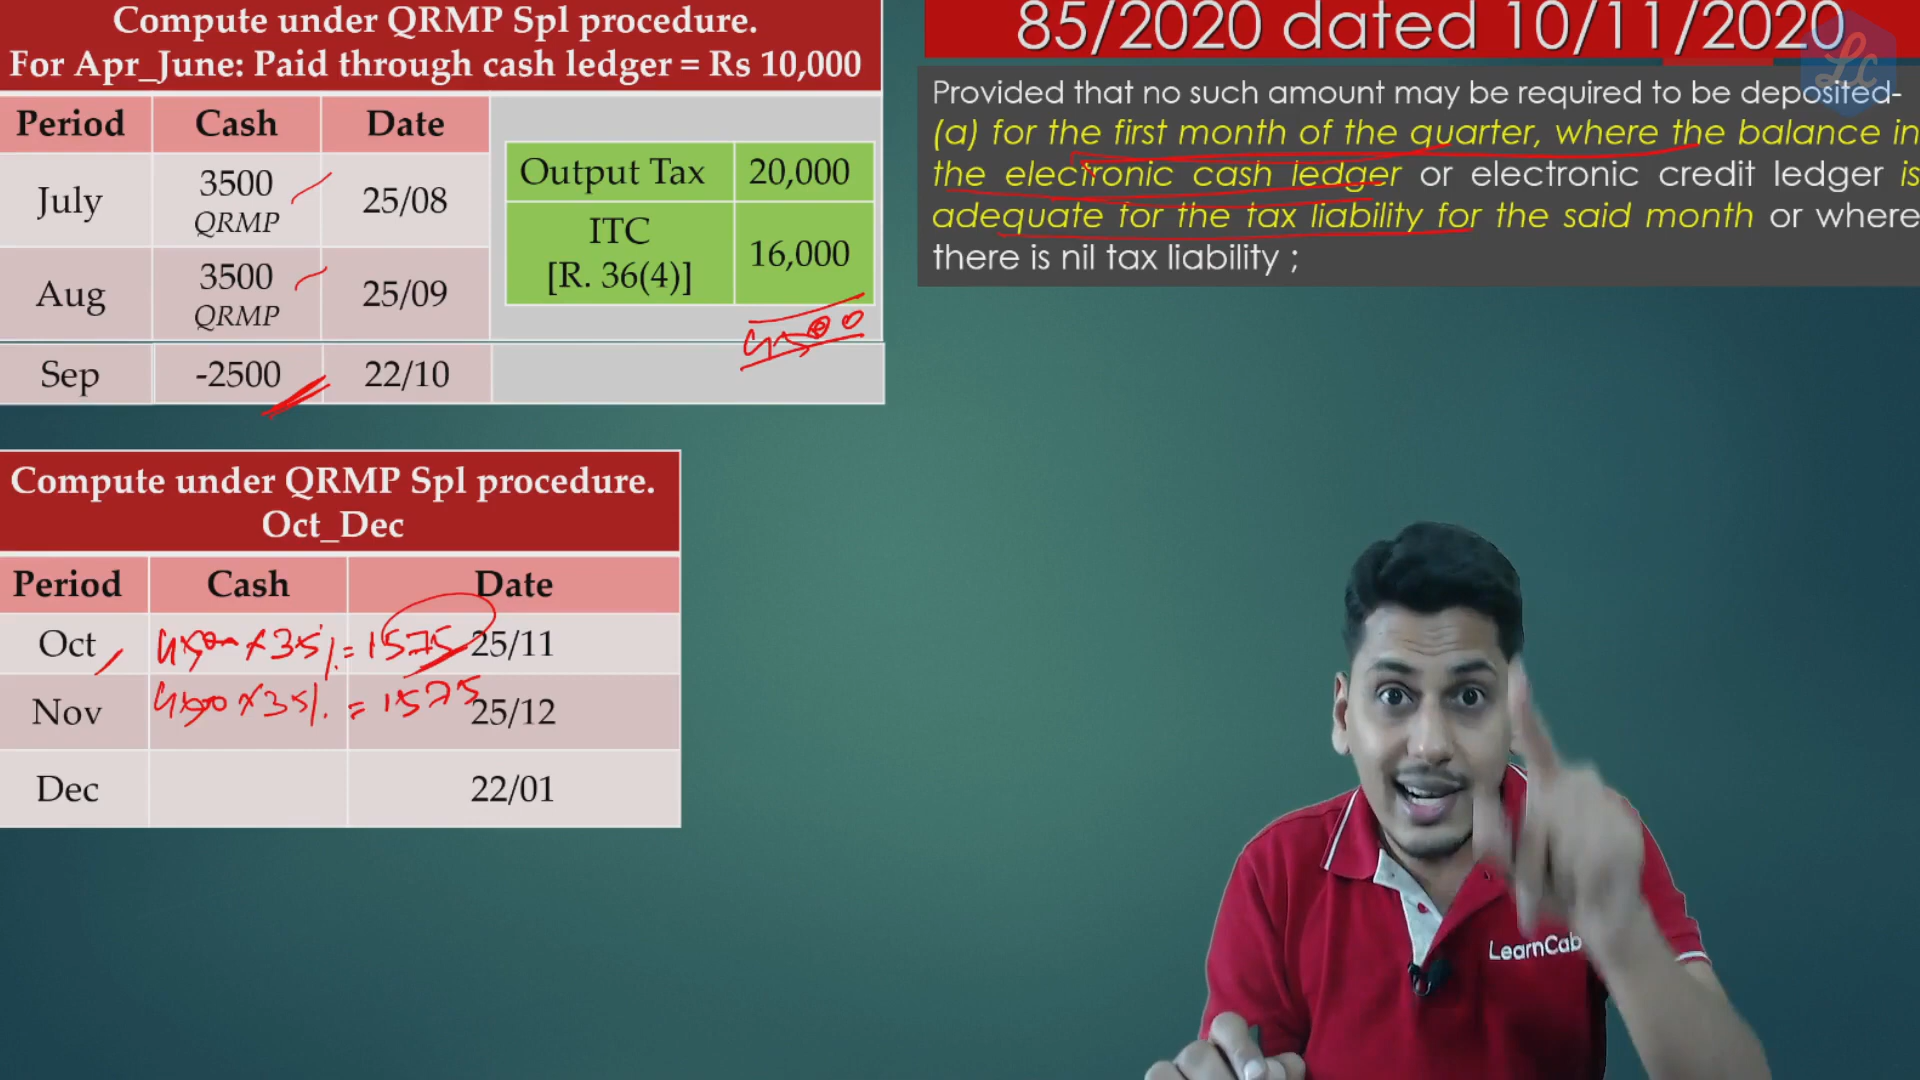 Compute under QRMP Spl procedure.
For Apr_June: Paid through cash ledger = Rs 10,000
Period Cash Date
July 3500 QRMP 25/08
Aug 3500 QRMP 25/09
Sep -2500 22/10
Output Tax 20,000
ITC [R. 36(4)] 16,000
4500
85/2020 dated 10/11/2020
Lc
Provided that no such amount may be required to be deposited-
(a) for the first month of the quarter, where the balance in
the electronic cash ledger or electronic credit ledger is
adequate for the tax liability for the said month or where
there is nil tax liability ;
Compute under QRMP Spl procedure.
Oct_Dec
Period Cash Date
Oct 4500 x 35% = 1575 25/11
Nov 4500 x 35% = 1575 25/12
Dec 22/01
LearnCab